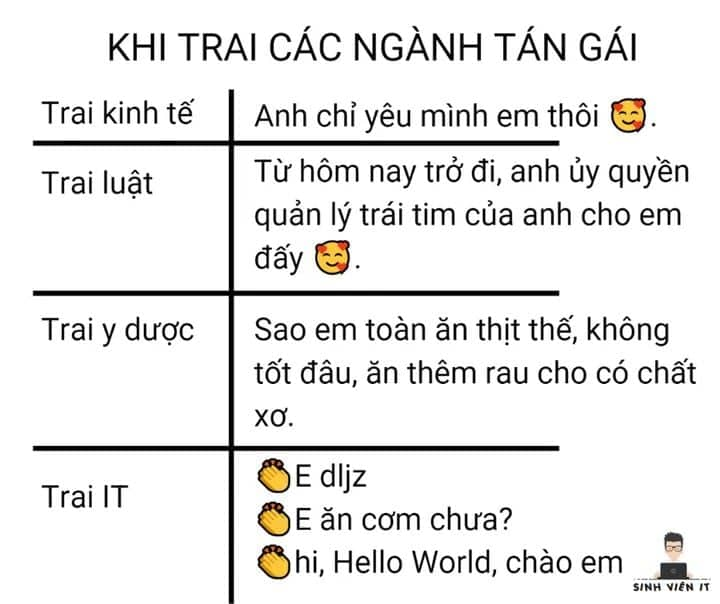 KHI TRAI CÁC NGÀNH TÁN GÁI
Trai kinh tế
Anh chỉ yêu mình em thôi 🥰.
Trai luật
Từ hôm nay trở đi, anh ủy quyền
quản lý trái tim của anh cho em
đấy 🥰.
Trai y dược
Sao em toàn ăn thịt thế, không
tốt đâu, ăn thêm rau cho có chất
xơ.
Trai IT
👏E dljz
👏E ăn cơm chưa?
👏hi, Hello World, chào em
SINH VIÊN IT